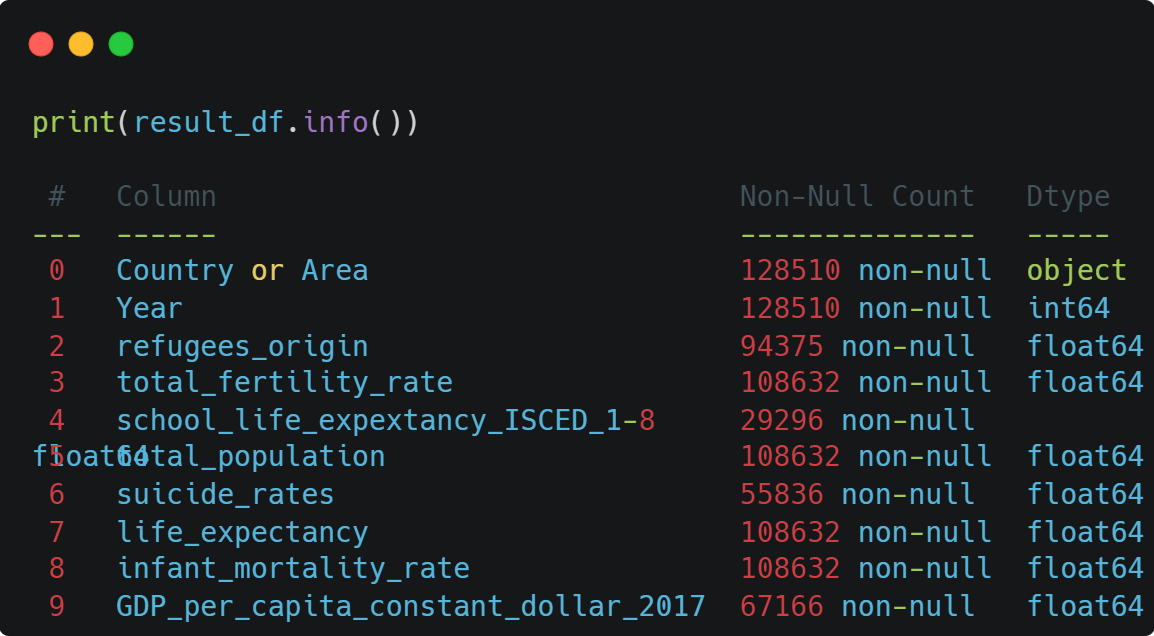 print(result_df.info())
# Column Non-Null Count Dtype
--- ------ -------------- -----
0 Country or Area 128510 non-null object
1 Year 128510 non-null int64
2 refugees_origin 94375 non-null float64
3 total_fertility_rate 108632 non-null float64
4 school_life_expextancy_ISCED_1-8 29296 non-null
float64
5 total_population 108632 non-null float64
6 suicide_rates 55836 non-null float64
7 life_expectancy 108632 non-null float64
8 infant_mortality_rate 108632 non-null float64
9 GDP_per_capita_constant_dollar_2017 67166 non-null float64